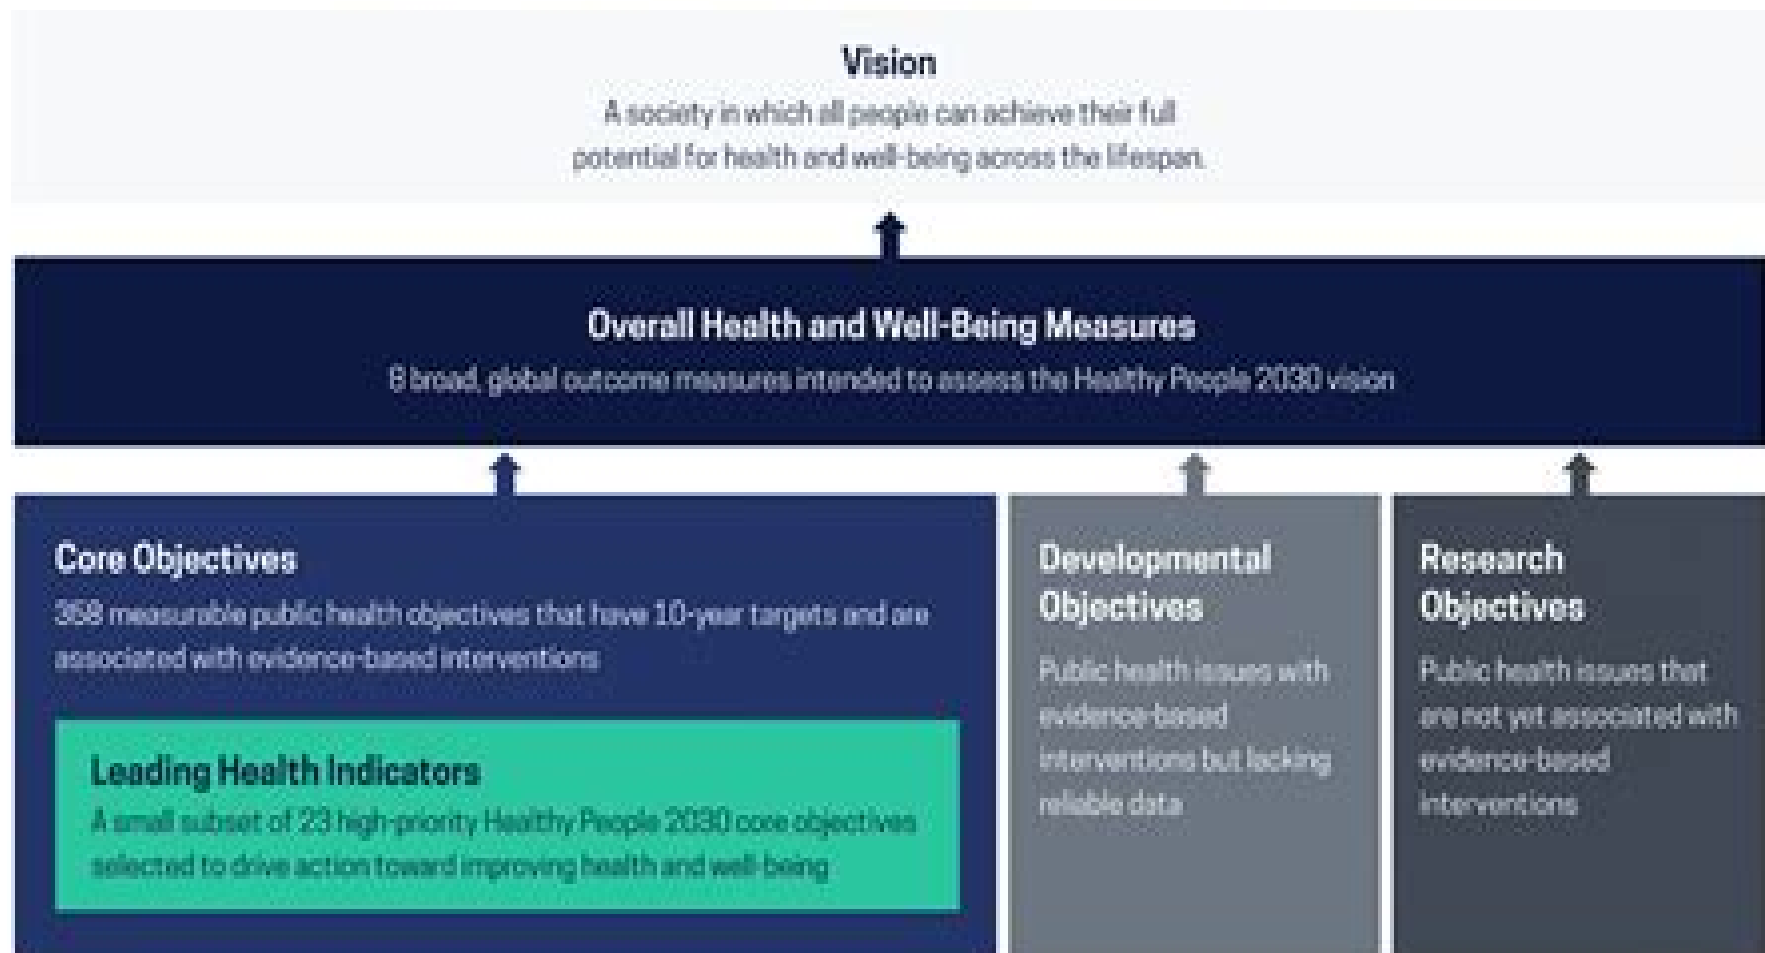 Vision
A society in which all people can achieve their full
potential for health and well-being across the lifespan.
Overall Health and Well-Being Measures
8 broad, global outcome measures intended to assess the Healthy People 2030 vision
Core Objectives
358 measurable public health objectives that have 10-year targets and are
associated with evidence-based interventions
Leading Health Indicators
A small subset of 23 high-priority Healthy People 2030 core objectives
selected to drive action toward improving health and well-being
Developmental
Objectives
Public health issues with
evidence-based
interventions but lacking
reliable data
Research
Objectives
Public health issues that
are not yet associated with
evidence-based
interventions